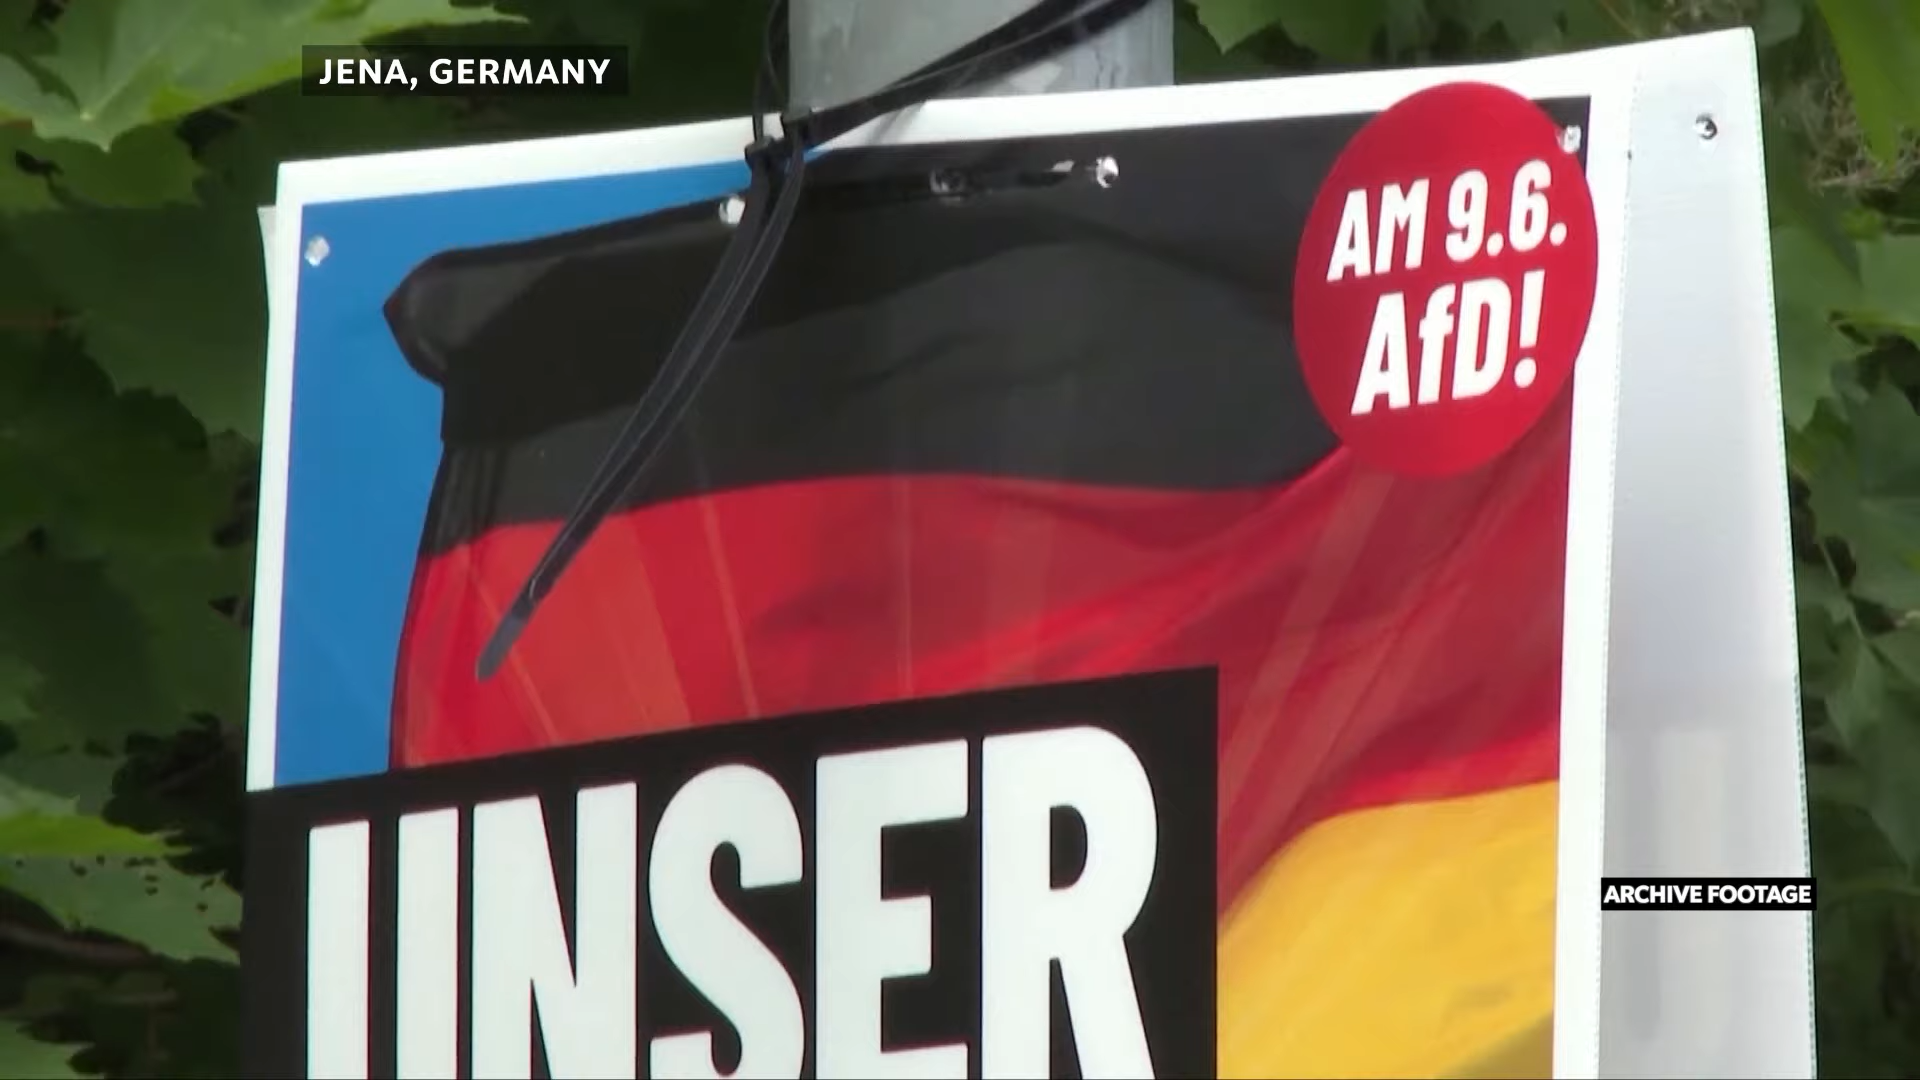 JENA, GERMANY
AM 9.6.
AfD!
UNSER
ARCHIVE FOOTAGE